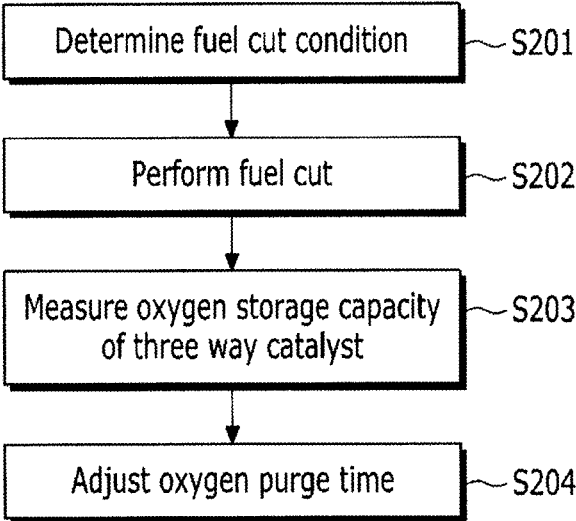 Determine fuel cut condition
S201
Perform fuel cut
S202
Measure oxygen storage capacity
of three way catalyst
S203
Adjust oxygen purge time
S204